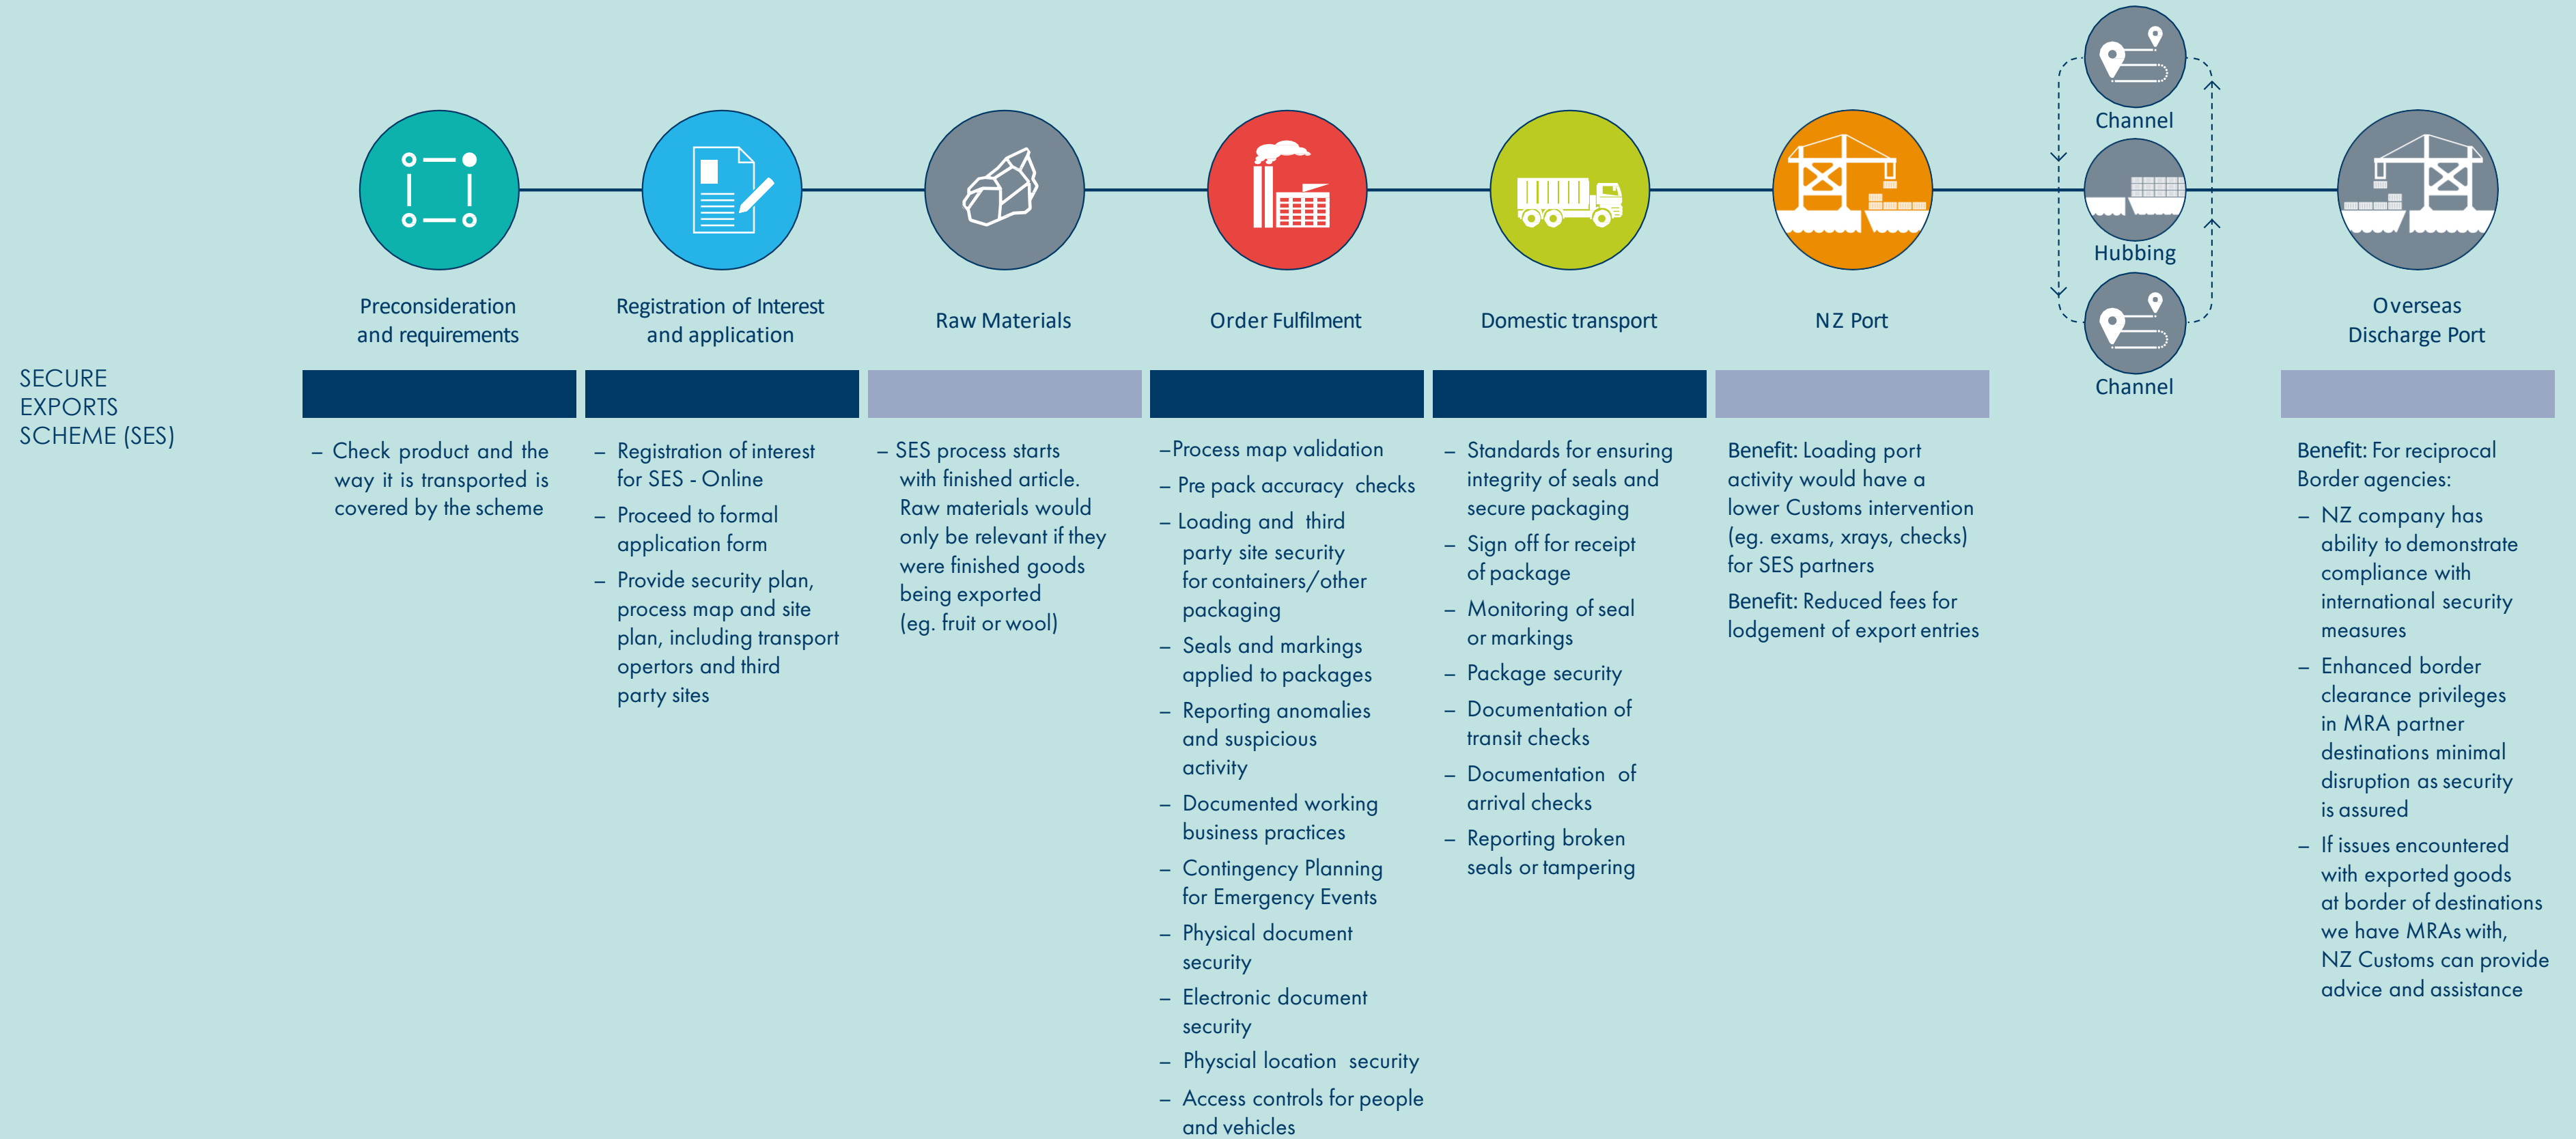 Channel
Hubbing
Channel
Preconsideration
and requirements
Registration of Interest
and application
Raw Materials
Order Fulfilment
Domestic transport
NZ Port
Overseas
Discharge Port
SECURE
EXPORTS
SCHEME (SES)
– Check product and the
way it is transported is
covered by the scheme
– Registration of interest
for SES - Online
– Proceed to formal
application form
– Provide security plan,
process map and site
plan, including transport
opertors and third
party sites
– SES process starts
with finished article.
Raw materials would
only be relevant if they
were finished goods
being exported
(eg. fruit or wool)
–Process map validation
– Pre pack accuracy checks
– Loading and third
party site security
for containers/other
packaging
– Seals and markings
applied to packages
– Reporting anomalies
and suspicious
activity
– Documented working
business practices
– Contingency Planning
for Emergency Events
– Physical document
security
– Electronic document
security
– Physcial location security
– Access controls for people
and vehicles
– Standards for ensuring
integrity of seals and
secure packaging
– Sign off for receipt
of package
– Monitoring of seal
or markings
– Package security
– Documentation of
transit checks
– Documentation of
arrival checks
– Reporting broken
seals or tampering
Benefit: Loading port
activity would have a
lower Customs intervention
(eg. exams, xrays, checks)
for SES partners
Benefit: Reduced fees for
lodgement of export entries
Benefit: For reciprocal
Border agencies:
– NZ company has
ability to demonstrate
compliance with
international security
measures
– Enhanced border
clearance privileges
in MRA partner
destinations minimal
disruption as security
is assured
– If issues encountered
with exported goods
at border of destinations
we have MRAs with,
NZ Customs can provide
advice and assistance